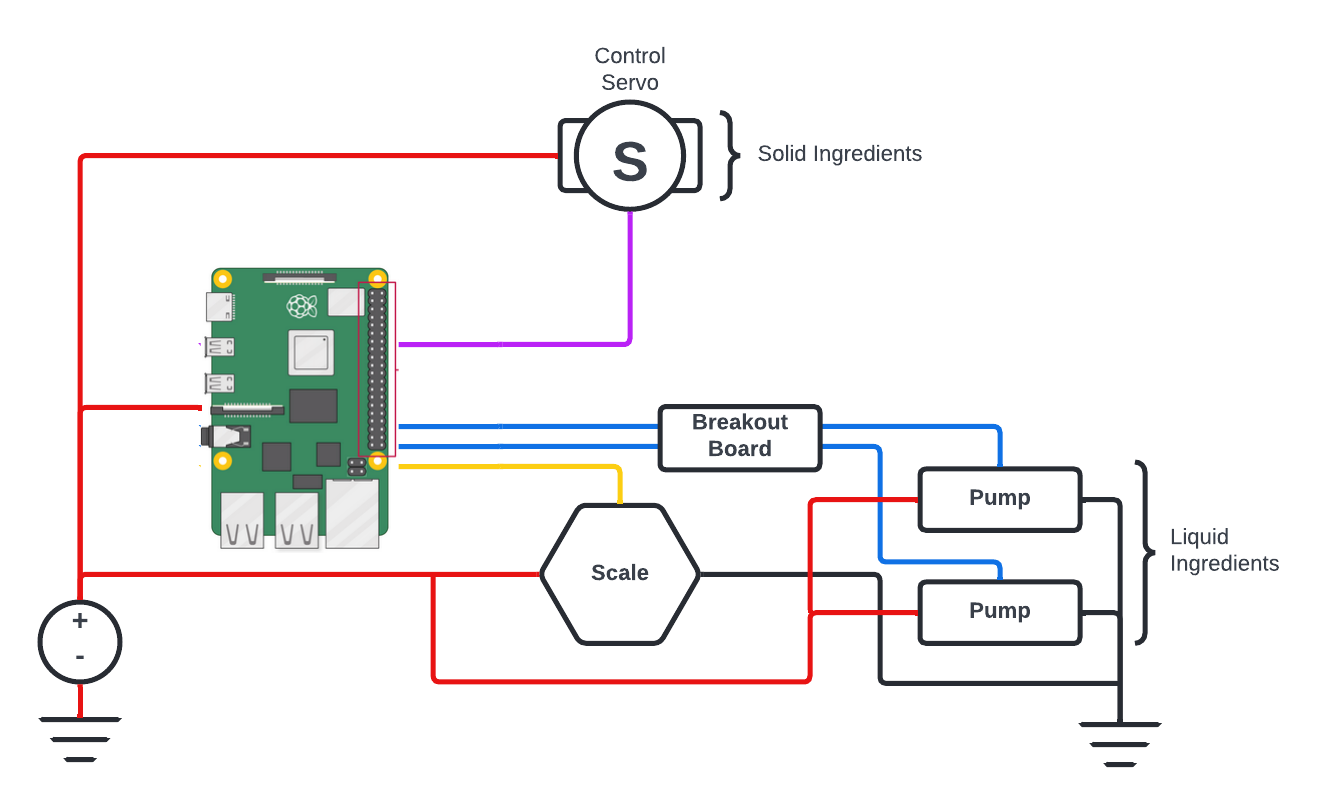 Control
Servo
S
Solid Ingredients
Breakout
Board
Pump
Liquid
Ingredients
Scale
Pump
+
-